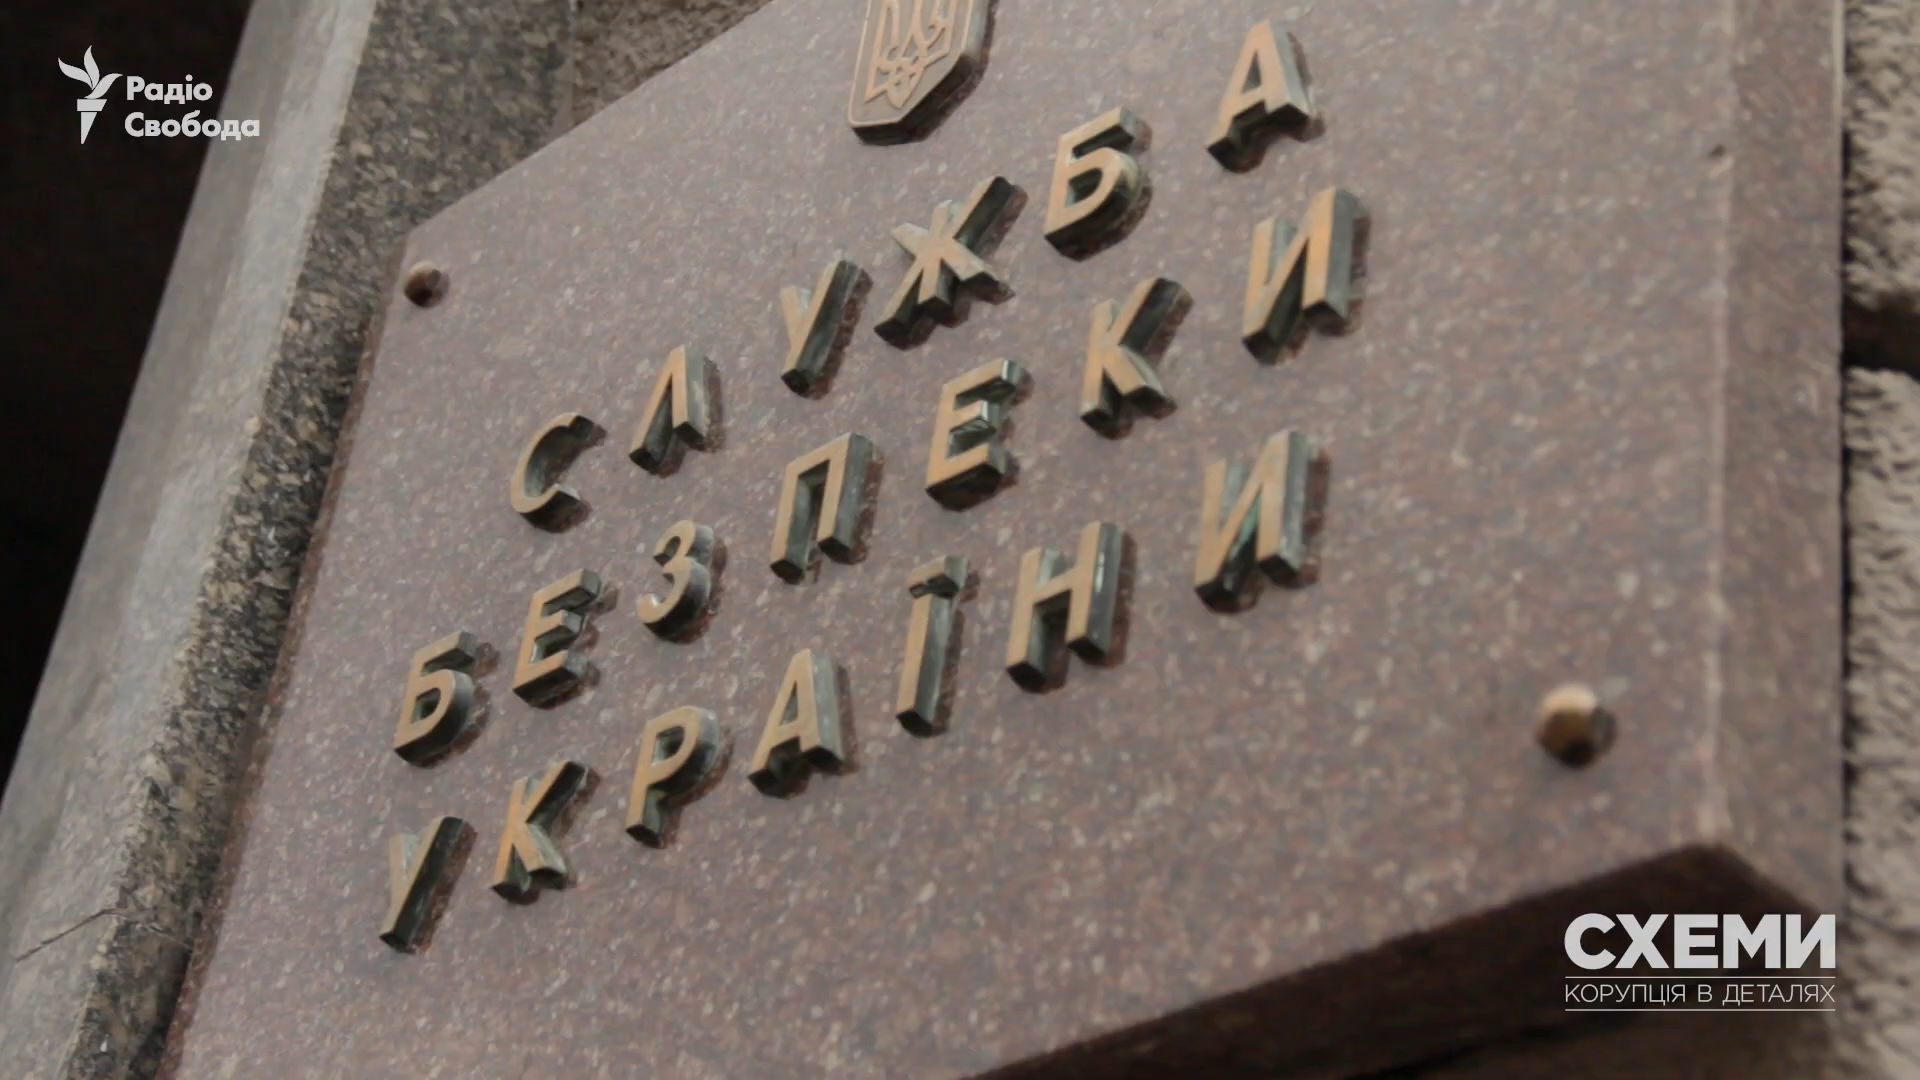 Радіо
Свобода
СЛУЖБА
БЕЗПЕКИ
УКРАЇНИ
СХЕМИ
КОРУПЦІЯ В ДЕТАЛЯХ